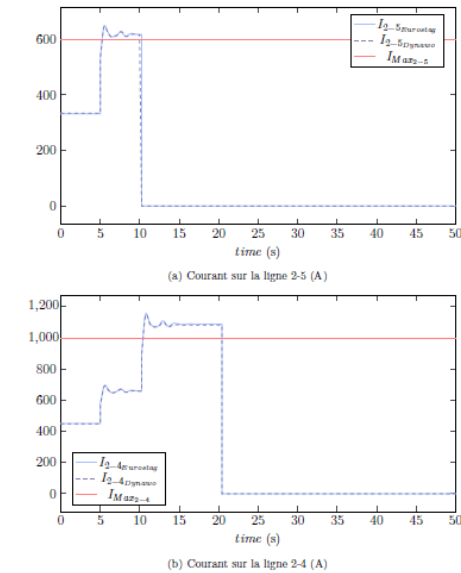 600
400
200
0
I2−5Eurostag
I2−5Dynawo
IMax2−5
0 5 10 15 20 25 30 35 40 45 50
time (s)
(a) Courant sur la ligne 2-5 (A)
1,200
1,000
800
600
400
200
0
I2−4Eurostag
I2−4Dynawo
IMax2−4
0 5 10 15 20 25 30 35 40 45 50
time (s)
(b) Courant sur la ligne 2-4 (A)